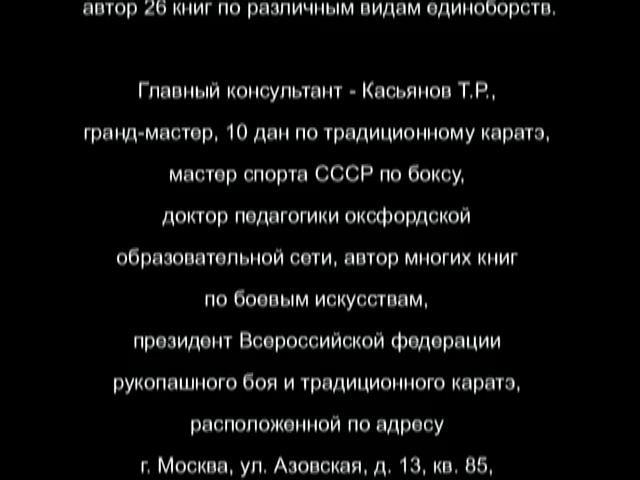 автор 26 книг по различным видам единоборств.
Главный консультант - Касьянов Т.Р.,
гранд-мастер, 10 дан по традиционному каратэ,
мастер спорта СССР по боксу,
доктор педагогики оксфордской
образовательной сети, автор многих книг
по боевым искусствам,
президент Всероссийской федерации
рукопашного боя и традиционного каратэ,
расположенной по адресу
г. Москва, ул. Азовская, д. 13, кв. 85,